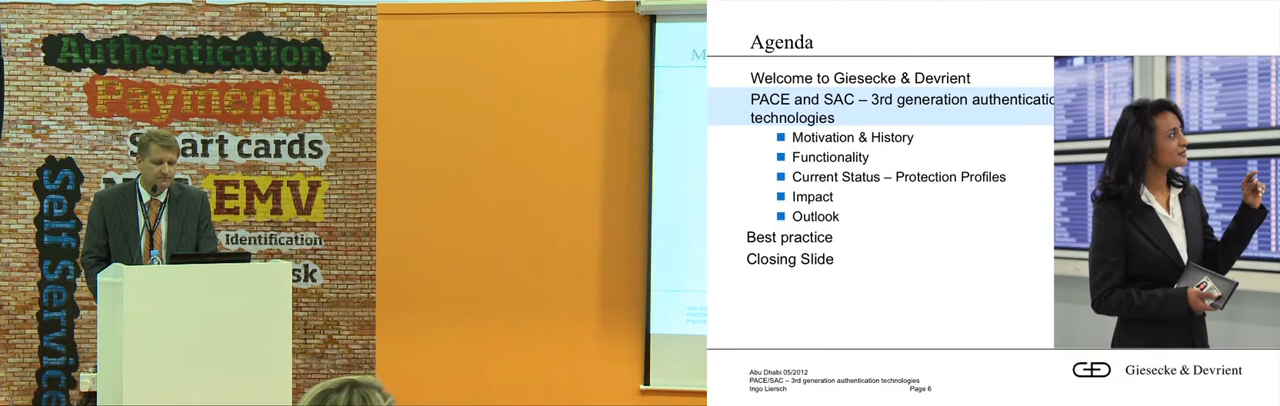 Authentication
Payments
Smart cards
EMV
Identification
Self Service
M
Agenda
Welcome to Giesecke & Devrient
PACE and SAC – 3rd generation authenticatio
technologies
Motivation & History
Functionality
Current Status – Protection Profiles
Impact
Outlook
Best practice
Closing Slide
Abu Dhabi 05/2012
PACE/SAC – 3rd generation authentication technologies
Ingo Liersch
Page 6
Giesecke & Devrient